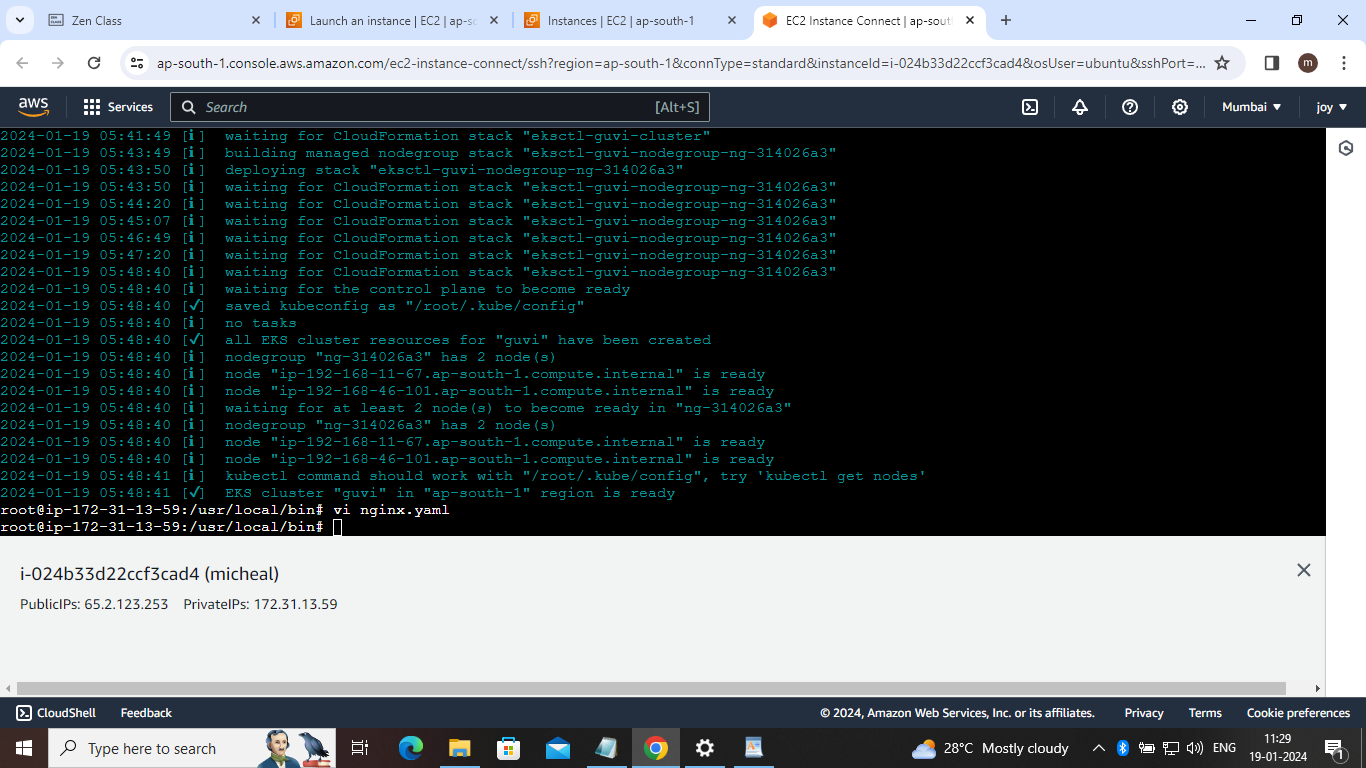 Zen Class
Launch an instance | EC2 | ap-so
Instances | EC2 | ap-south-1
EC2 Instance Connect | ap-sout
ap-south-1.console.aws.amazon.com/ec2-instance-connect/ssh?region=ap-south-1&connType=standard&instanceId=i-024b33d22ccf3cad4&osUser=ubuntu&sshPort=...
m
aws
Services
Search
[Alt+S]
Mumbai
joy
2024-01-19 05:41:49 [ℹ]  waiting for CloudFormation stack "eksctl-guvi-cluster"
2024-01-19 05:43:49 [ℹ]  building managed nodegroup stack "eksctl-guvi-nodegroup-ng-314026a3"
2024-01-19 05:43:50 [ℹ]  deploying stack "eksctl-guvi-nodegroup-ng-314026a3"
2024-01-19 05:43:50 [ℹ]  waiting for CloudFormation stack "eksctl-guvi-nodegroup-ng-314026a3"
2024-01-19 05:44:20 [ℹ]  waiting for CloudFormation stack "eksctl-guvi-nodegroup-ng-314026a3"
2024-01-19 05:45:07 [ℹ]  waiting for CloudFormation stack "eksctl-guvi-nodegroup-ng-314026a3"
2024-01-19 05:46:49 [ℹ]  waiting for CloudFormation stack "eksctl-guvi-nodegroup-ng-314026a3"
2024-01-19 05:47:20 [ℹ]  waiting for CloudFormation stack "eksctl-guvi-nodegroup-ng-314026a3"
2024-01-19 05:48:40 [ℹ]  waiting for CloudFormation stack "eksctl-guvi-nodegroup-ng-314026a3"
2024-01-19 05:48:40 [ℹ]  waiting for the control plane to become ready
2024-01-19 05:48:40 [✔]  saved kubeconfig as "/root/.kube/config"
2024-01-19 05:48:40 [ℹ]  no tasks
2024-01-19 05:48:40 [✔]  all EKS cluster resources for "guvi" have been created
2024-01-19 05:48:40 [ℹ]  nodegroup "ng-314026a3" has 2 node(s)
2024-01-19 05:48:40 [ℹ]  node "ip-192-168-11-67.ap-south-1.compute.internal" is ready
2024-01-19 05:48:40 [ℹ]  node "ip-192-168-46-101.ap-south-1.compute.internal" is ready
2024-01-19 05:48:40 [ℹ]  waiting for at least 2 node(s) to become ready in "ng-314026a3"
2024-01-19 05:48:40 [ℹ]  nodegroup "ng-314026a3" has 2 node(s)
2024-01-19 05:48:40 [ℹ]  node "ip-192-168-11-67.ap-south-1.compute.internal" is ready
2024-01-19 05:48:40 [ℹ]  node "ip-192-168-46-101.ap-south-1.compute.internal" is ready
2024-01-19 05:48:41 [ℹ]  kubectl command should work with "/root/.kube/config", try 'kubectl get nodes'
2024-01-19 05:48:41 [✔]  EKS cluster "guvi" in "ap-south-1" region is ready
root@ip-172-31-13-59:/usr/local/bin# vi nginx.yaml
root@ip-172-31-13-59:/usr/local/bin#
i-024b33d22ccf3cad4 (micheal)
PublicIPs: 65.2.123.253 PrivateIPs: 172.31.13.59
CloudShell
Feedback
© 2024, Amazon Web Services, Inc. or its affiliates.
Privacy
Terms
Cookie preferences
Type here to search
28°C Mostly cloudy
ENG
11:29
19-01-2024
1